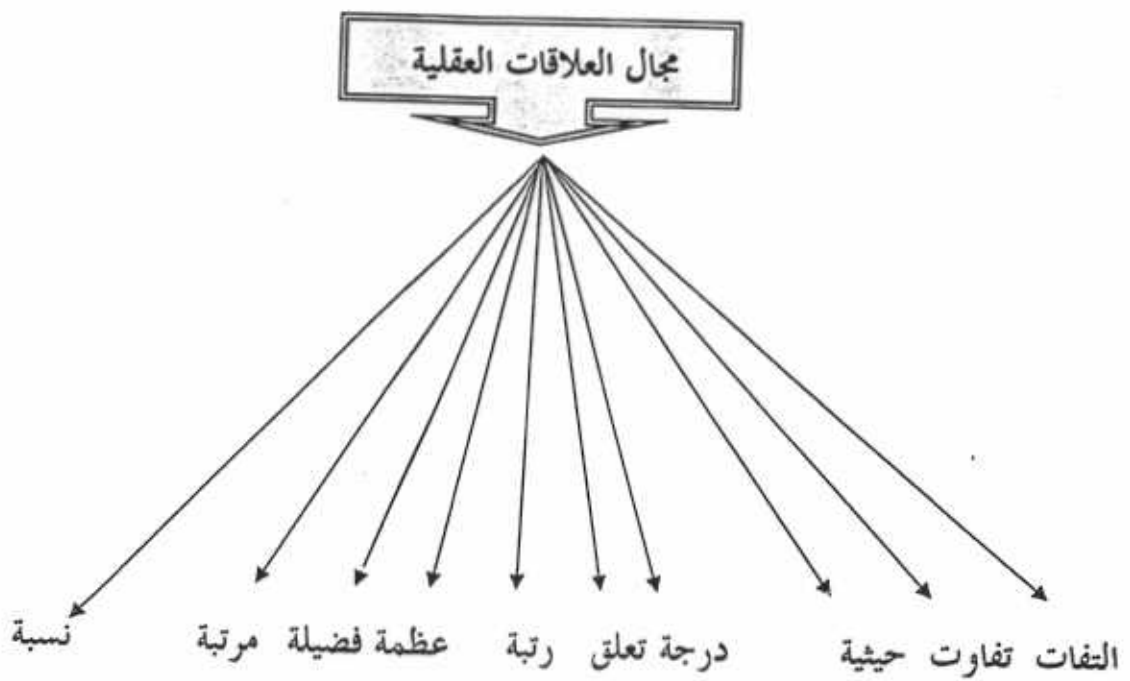 مجال العلاقات العقلية
التفات تفاوت حيثية درجة تعلق رتبة عظمة فضيلة مرتبة نسبة